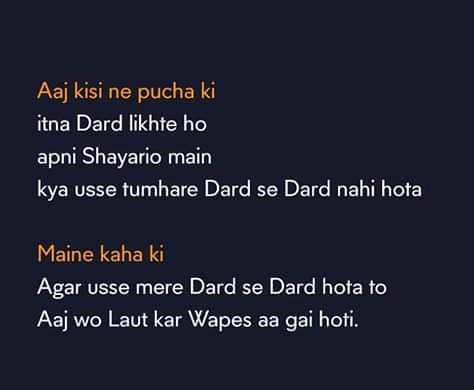 Aaj kisi ne pucha ki
itna Dard likhte ho
apni Shayario main
kya usse tumhare Dard se Dard nahi hota
Maine kaha ki
Agar usse mere Dard se Dard hota to
Aaj wo Laut kar Wapes aa gai hoti.